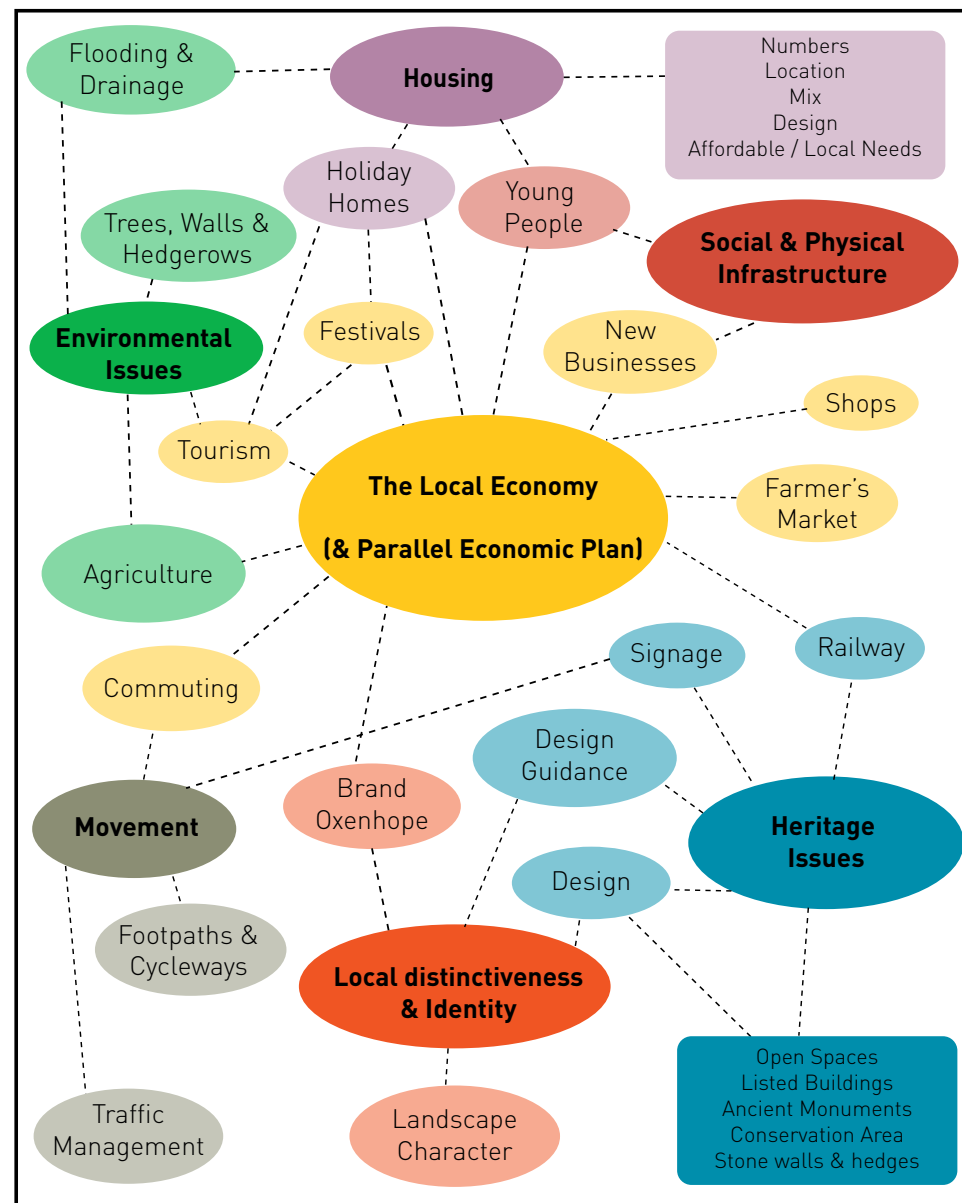 Flooding &
Drainage
Housing
Numbers
Location
Mix
Design
Affordable / Local Needs
Holiday
Homes
Young
People
Trees, Walls &
Hedgerows
Social & Physical
Infrastructure
Environmental
Issues
Festivals
New
Businesses
Shops
Tourism
The Local Economy
(& Parallel Economic Plan)
Farmer's
Market
Agriculture
Signage
Railway
Commuting
Design
Guidance
Brand
Oxenhope
Movement
Heritage
Issues
Design
Footpaths &
Cycleways
Local distinctiveness
& Identity
Open Spaces
Listed Buildings
Ancient Monuments
Conservation Area
Stone walls & hedges
Traffic
Management
Landscape
Character